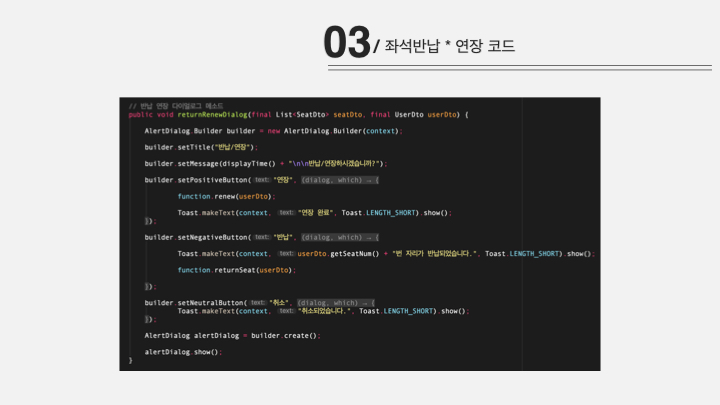 03/ 좌석반납 * 연장 코드
// 반납 연장 다이얼로그 메소드
public void returnRenewDialog(final List<SeatDto> seatDto, final UserDto userDto) {
AlertDialog.Builder builder = new AlertDialog.Builder(context);
builder.setTitle("반납/연장");
builder.setMessage(displayTime() + "\n\n반납/연장하시겠습니까?");
builder.setPositiveButton( text: "연장", (dialog, which) → {
function.renew(userDto);
Toast.makeText(context, text: "연장 완료", Toast.LENGTH_SHORT).show();
});
builder.setNegativeButton( text: "반납", (dialog, which) → {
Toast.makeText(context, text: userDto.getSeatNum() + "번 자리가 반납되었습니다.", Toast.LENGTH_SHORT).show();
function.returnSeat(userDto);
});
builder.setNeutralButton( text: "취소", (dialog, which) → {
Toast.makeText(context, text: "취소되었습니다.", Toast.LENGTH_SHORT).show();
});
AlertDialog alertDialog = builder.create();
alertDialog.show();
}